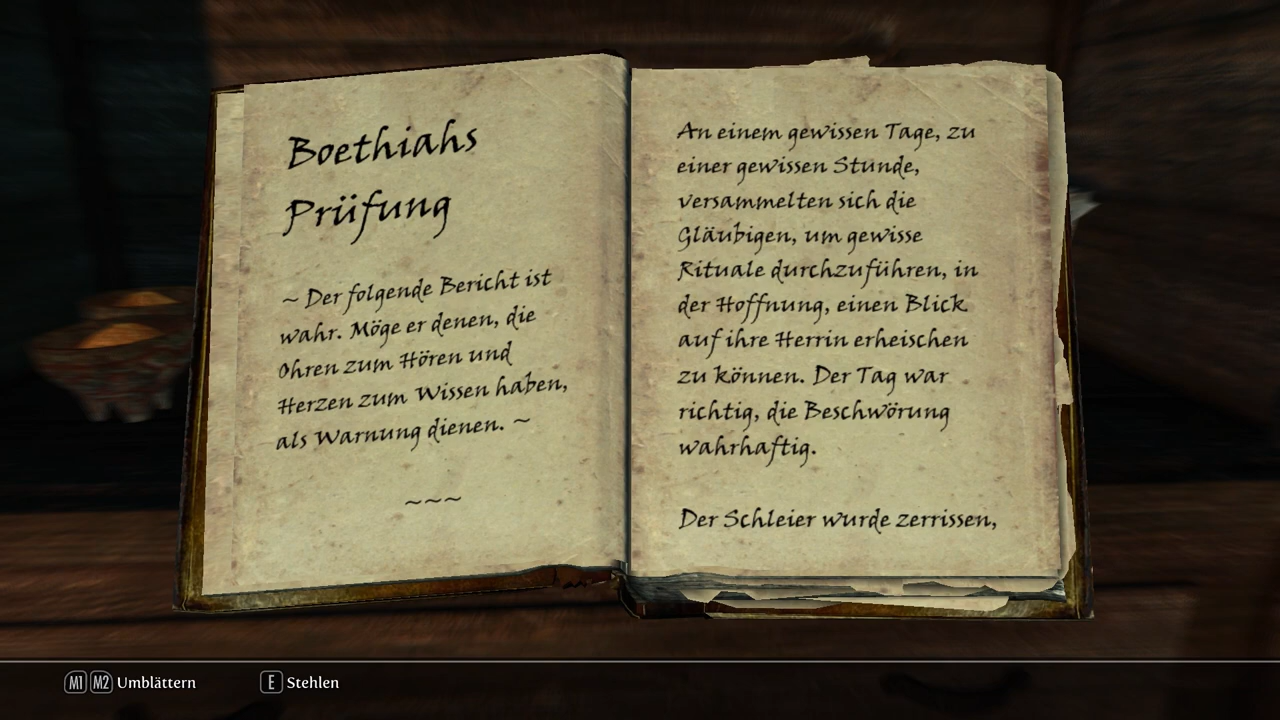 Boethiahs
Prüfung
~ Der folgende Bericht ist
wahr. Möge er denen, die
Ohren zum Hören und
Herzen zum Wissen haben,
als Warnung dienen. ~
~~~
An einem gewissen Tage, zu
einer gewissen Stunde,
versammelten sich die
Gläubigen, um gewisse
Rituale durchzuführen, in
der Hoffnung, einen Blick
auf ihre Herrin erheischen
zu können. Der Tag war
richtig, die Beschwörung
wahrhaftig.
Der Schleier wurde zerrissen,
M1 M2 Umblättern
E Stehlen